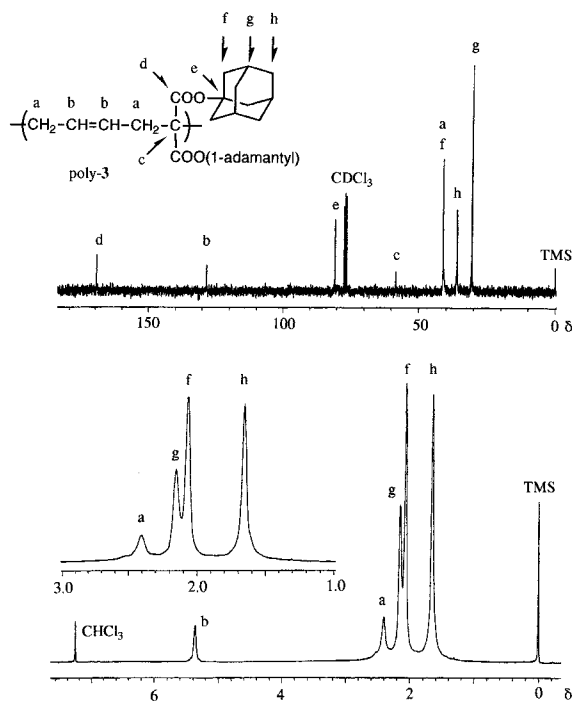 f g h
g
d
e
COO
a b b a
( CH2-CH=CH-CH2-C )
COO(1-adamantyl)
c
poly-3
a
f
CDCl3
h
e
d
b
c
TMS
150 100 50 0 δ
f
h
g
a
3.0 2.0 1.0
f
h
g
TMS
a
b
CHCl3
6 4 2 0 δ